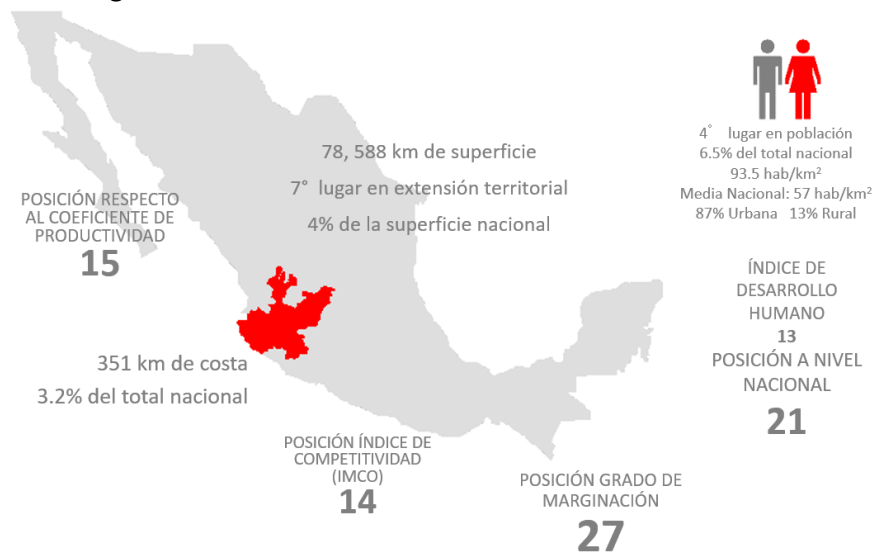 78, 588 km de superficie
7° lugar en extensión territorial
4% de la superficie nacional
4° lugar en población
6.5% del total nacional
93.5 hab/km²
Media Nacional: 57 hab/km²
87% Urbana 13% Rural
POSICIÓN RESPECTO
AL COEFICIENTE DE
PRODUCTIVIDAD
15
351 km de costa
3.2% del total nacional
ÍNDICE DE
DESARROLLO
HUMANO
13
POSICIÓN A NIVEL
NACIONAL
21
POSICIÓN ÍNDICE DE
COMPETITIVIDAD
(IMCO)
14
POSICIÓN GRADO DE
MARGINACIÓN
27